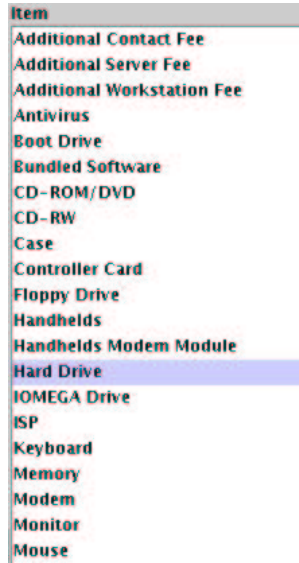 Item
Additional Contact Fee
Additional Server Fee
Additional Workstation Fee
Antivirus
Boot Drive
Bundled Software
CD-ROM/DVD
CD-RW
Case
Controller Card
Floppy Drive
Handhelds
Handhelds Modem Module
Hard Drive
IOMEGA Drive
ISP
Keyboard
Memory
Modem
Monitor
Mouse